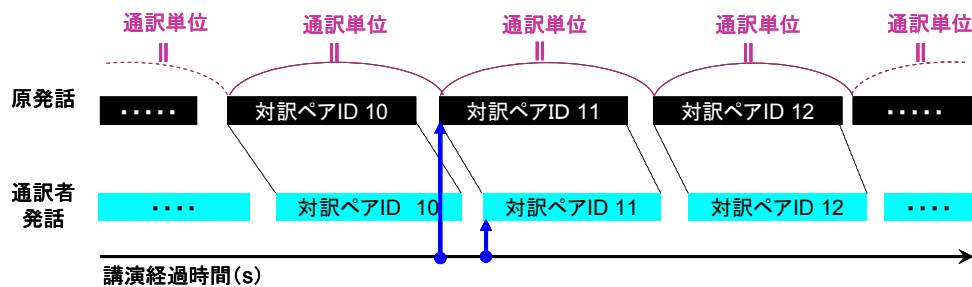 通訳単位 通訳単位 通訳単位 通訳単位 通訳単位
= = = = =
原発話 ・・・・・ 対訳ペアID 10 対訳ペアID 11 対訳ペアID 12 ・・・・・
通訳者
発話
・・・・ 対訳ペアID 10 対訳ペアID 11 対訳ペアID 12 ・・・・
講演経過時間(s)